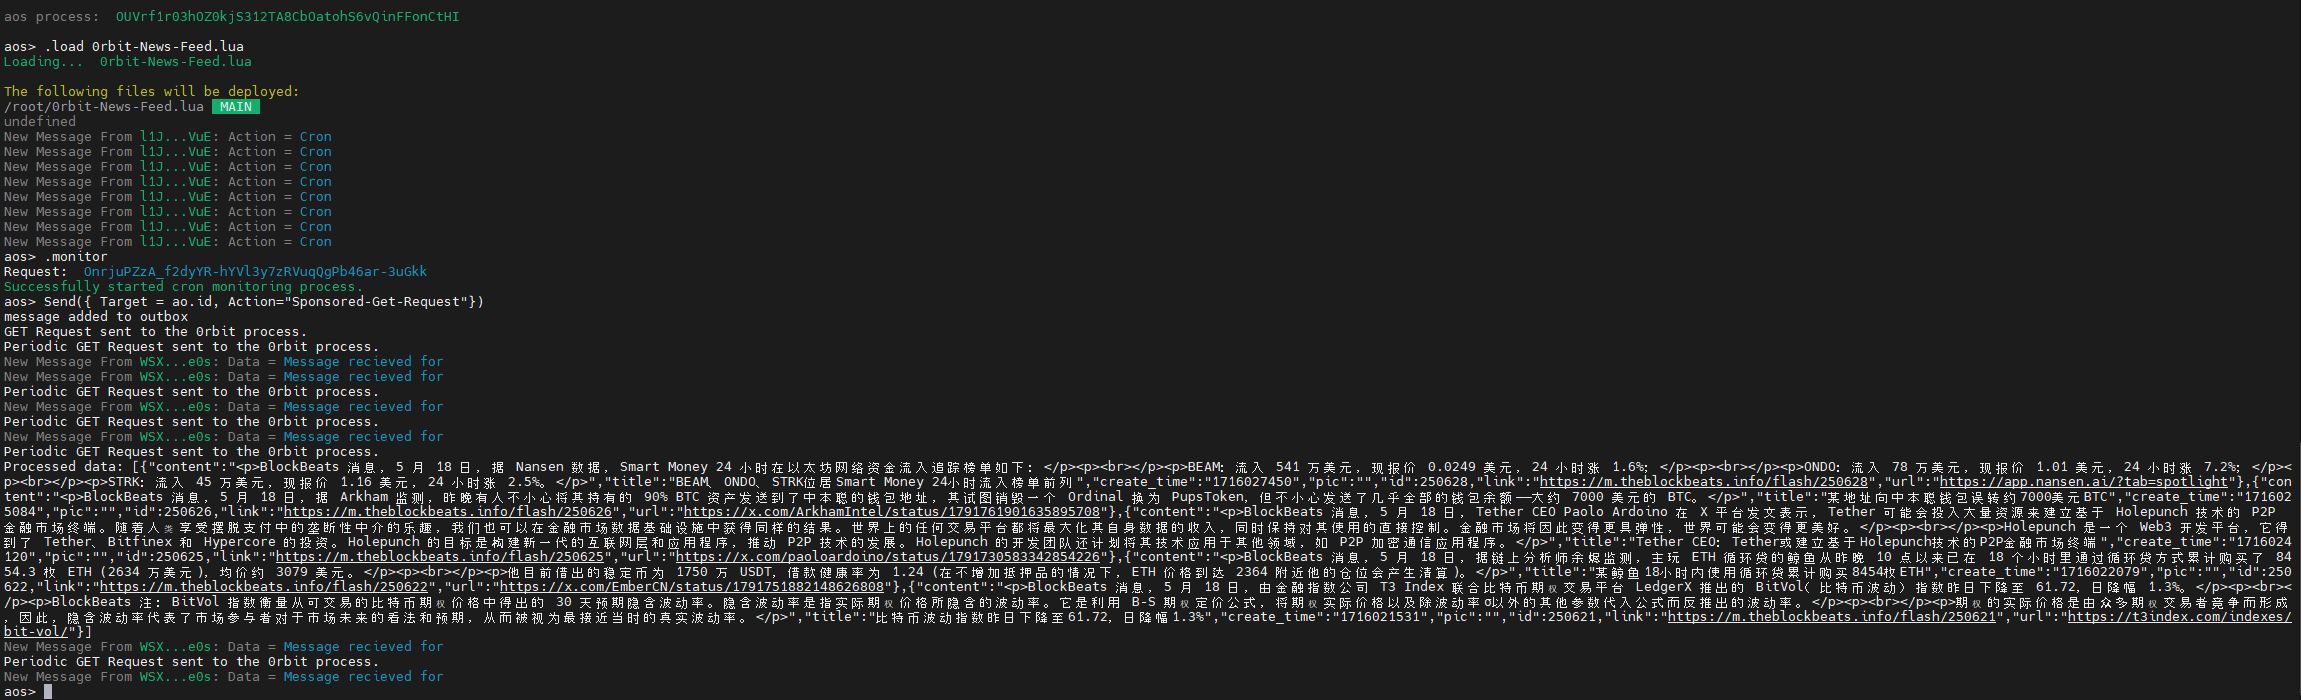 aos process:  OUVrf1r03hOZ0kjS312TA8CbOatohS6vQinFFonCtHI
aos> .load 0rbit-News-Feed.lua
Loading...  0rbit-News-Feed.lua
The following files will be deployed:
/root/0rbit-News-Feed.lua  MAIN
undefined
New Message From l1J...VuE: Action = Cron
New Message From l1J...VuE: Action = Cron
New Message From l1J...VuE: Action = Cron
New Message From l1J...VuE: Action = Cron
New Message From l1J...VuE: Action = Cron
New Message From l1J...VuE: Action = Cron
New Message From l1J...VuE: Action = Cron
New Message From l1J...VuE: Action = Cron
aos> .monitor
Request:  OnrjuPZzA_f2dyYR-hYVl3y7zRVuqQgPb46ar-3uGkk
Successfully started cron monitoring process.
aos> Send({ Target = ao.id, Action="Sponsored-Get-Request"})
message added to outbox
GET Request sent to the 0rbit process.
Periodic GET Request sent to the 0rbit process.
New Message From WSX...e0s: Data = Message recieved for
New Message From WSX...e0s: Data = Message recieved for
Periodic GET Request sent to the 0rbit process.
New Message From WSX...e0s: Data = Message recieved for
Periodic GET Request sent to the 0rbit process.
New Message From WSX...e0s: Data = Message recieved for
Periodic GET Request sent to the 0rbit process.
Processed data: [{"content":"<p>BlockBeats 消息，5 月 18 日，据 Nansen 数据，Smart Money 24 小时在以太坊网络资金流入追踪榜单如下：</p><p><br></p><p>BEAM：流入 541 万美元，现报价 0.0249 美元，24 小时涨 1.6%；</p><p><br></p><p>ONDO：流入 78 万美元，现报价 1.01 美元，24 小时涨 7.2%；</p><
p><br></p><p>STRK：流入 45 万美元，现报价 1.16 美元，24 小时涨 2.5%。</p>","title":"BEAM、ONDO、STRK位居Smart Money 24小时流入榜单前列","create_time":"1716027450","pic":"","id":250628,"link":"https://m.theblockbeats.info/flash/250628","url":"https://app.nansen.ai/?tab=spotlight"},{"con
tent":"<p>BlockBeats 消息，5 月 18 日，据 Arkham 监测，昨晚有人不小心将其持有的 90% BTC 资产发送到了中本聪的钱包地址，其试图销毁一个 Ordinal 换为 PupsToken，但不小心发送了几乎全部的钱包余额——大约 7000 美元的 BTC。</p>","title":"某地址向中本聪钱包误转约7000美元BTC","create_time":"171602
5084","pic":"","id":250626,"link":"https://m.theblockbeats.info/flash/250626","url":"https://x.com/ArkhamIntel/status/1791761901635895708"},{"content":"<p>BlockBeats 消息，5 月 18 日，Tether CEO Paolo Ardoino 在 X 平台发文表示，Tether 可能会投入大量资源来建立基于 Holepunch 技术的 P2P
金融市场终端。随着人类享受摆脱支付中的垄断性中介的乐趣，我们也可以在金融市场数据基础设施中获得同样的结果。世界上的任何交易平台都将最大化其自身数据的收入，同时保持对其使用的直接控制。金融市场将因此变得更具弹性，世界可能会变得更美好。</p><p><br></p><p>Holepunch 是一个 Web3 开发平台，它得到
了 Tether、Bitfinex 和 Hypercore 的投资。Holepunch 的目标是构建新一代的互联网层和应用程序，推动 P2P 技术的发展。Holepunch 的开发团队还计划将其技术应用于其他领域，如 P2P 加密通信应用程序。</p>","title":"Tether CEO：Tether或建立基于Holepunch技术的P2P金融市场终端","create_time":"1716024
120","pic":"","id":250625,"link":"https://m.theblockbeats.info/flash/250625","url":"https://x.com/paoloardoino/status/1791730583342854226"},{"content":"<p>BlockBeats 消息，5 月 18 日，据链上分析师余烬监测，主玩 ETH 循环贷的鲸鱼从昨晚 10 点以来已在 18 个小时里通过循环贷方式累计购买了 84
54.3 枚 ETH (2634 万美元)，均价约 3079 美元。</p><p><br></p><p>他目前借出的稳定币为 1750 万 USDT，借款健康率为 1.24 (在不增加抵押品的情况下，ETH 价格到达 2364 附近他的仓位会产生清算)。</p>","title":"某鲸鱼18小时内使用循环贷累计购买8454枚ETH","create_time":"1716022079","pic":"","id":250
622,"link":"https://m.theblockbeats.info/flash/250622","url":"https://x.com/EmberCN/status/1791751882148626808"},{"content":"<p>BlockBeats 消息，5 月 18 日，由金融指数公司 T3 Index 联合比特币期权交易平台 LedgerX 推出的 BitVol（比特币波动）指数昨日下降至 61.72，日降幅 1.3%。</p><p><br><
/p><p>BlockBeats 注：BitVol 指数衡量从可交易的比特币期权价格中得出的 30 天预期隐含波动率。隐含波动率是指实际期权价格所隐含的波动率。它是利用 B-S 期权定价公式，将期权实际价格以及除波动率σ以外的其他参数代入公式而反推出的波动率。</p><p><br></p><p>期权的实际价格是由众多期权交易者竞争而形成
，因此，隐含波动率代表了市场参与者对于市场未来的看法和预期，从而被视为最接近当时的真实波动率。</p>","title":"比特币波动指数昨日下降至61.72，日降幅1.3%","create_time":"1716021531","pic":"","id":250621,"link":"https://m.theblockbeats.info/flash/250621","url":"https://t3index.com/indexes/
bit-vol/"}]
New Message From WSX...e0s: Data = Message recieved for
Periodic GET Request sent to the 0rbit process.
New Message From WSX...e0s: Data = Message recieved for
aos>